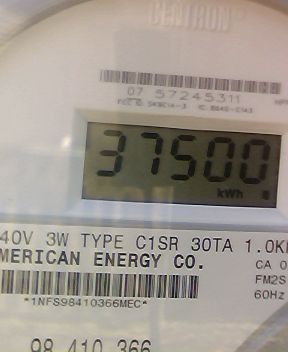 CENTRON®
07 57245311
37500
kWh
40V 3W TYPE C1SR 30TA 1.0K
MERICAN ENERGY CO.
CA 0
FM2S
*1NFS98410366MEC*
60Hz
98 410 366